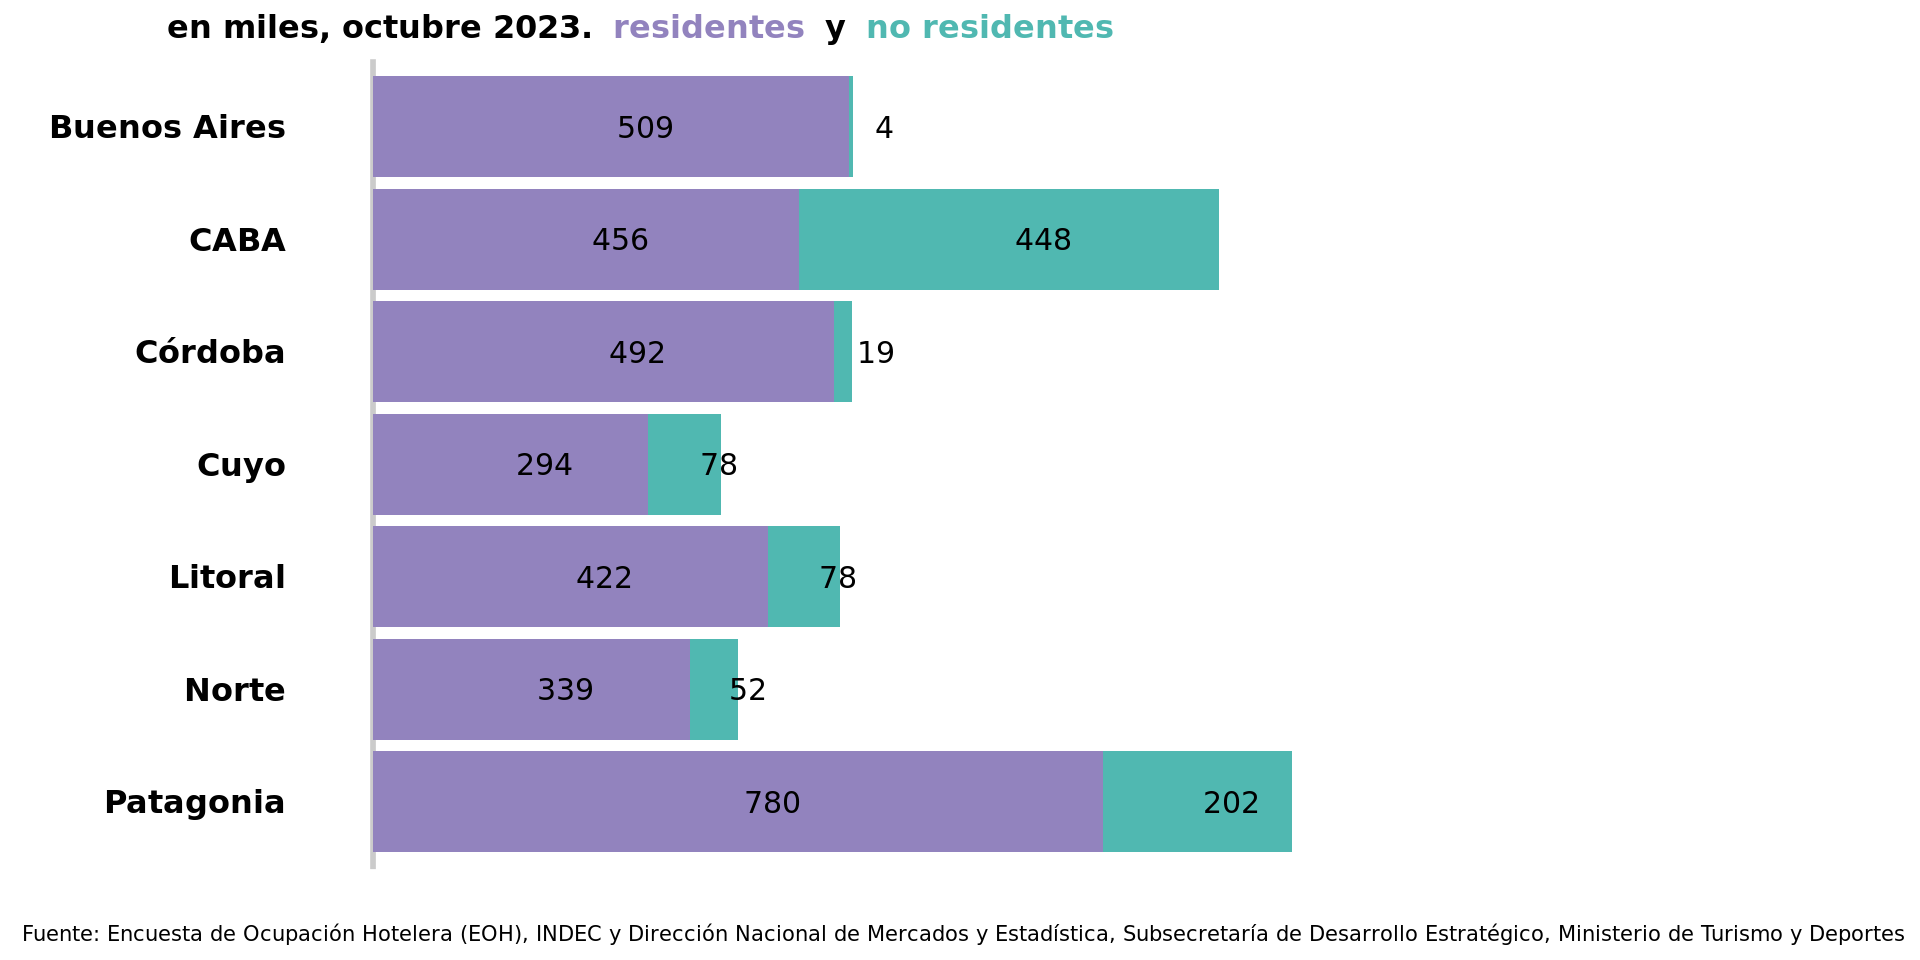 en miles, octubre 2023. residentes y no residentes
Buenos Aires 509 4
CABA 456 448
Córdoba 492 19
Cuyo 294 78
Litoral 422 78
Norte 339 52
Patagonia 780 202
Fuente: Encuesta de Ocupación Hotelera (EOH), INDEC y Dirección Nacional de Mercados y Estadística, Subsecretaría de Desarrollo Estratégico, Ministerio de Turismo y Deportes